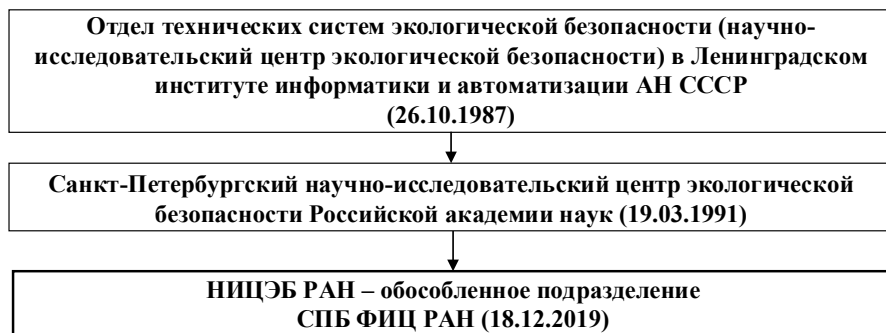 Отдел технических систем экологической безопасности (научно-
исследовательский центр экологической безопасности) в Ленинградском
институте информатики и автоматизации АН СССР
(26.10.1987)
Санкт-Петербургский научно-исследовательский центр экологической
безопасности Российской академии наук (19.03.1991)
НИЦЭБ РАН – обособленное подразделение
СПБ ФИЦ РАН (18.12.2019)